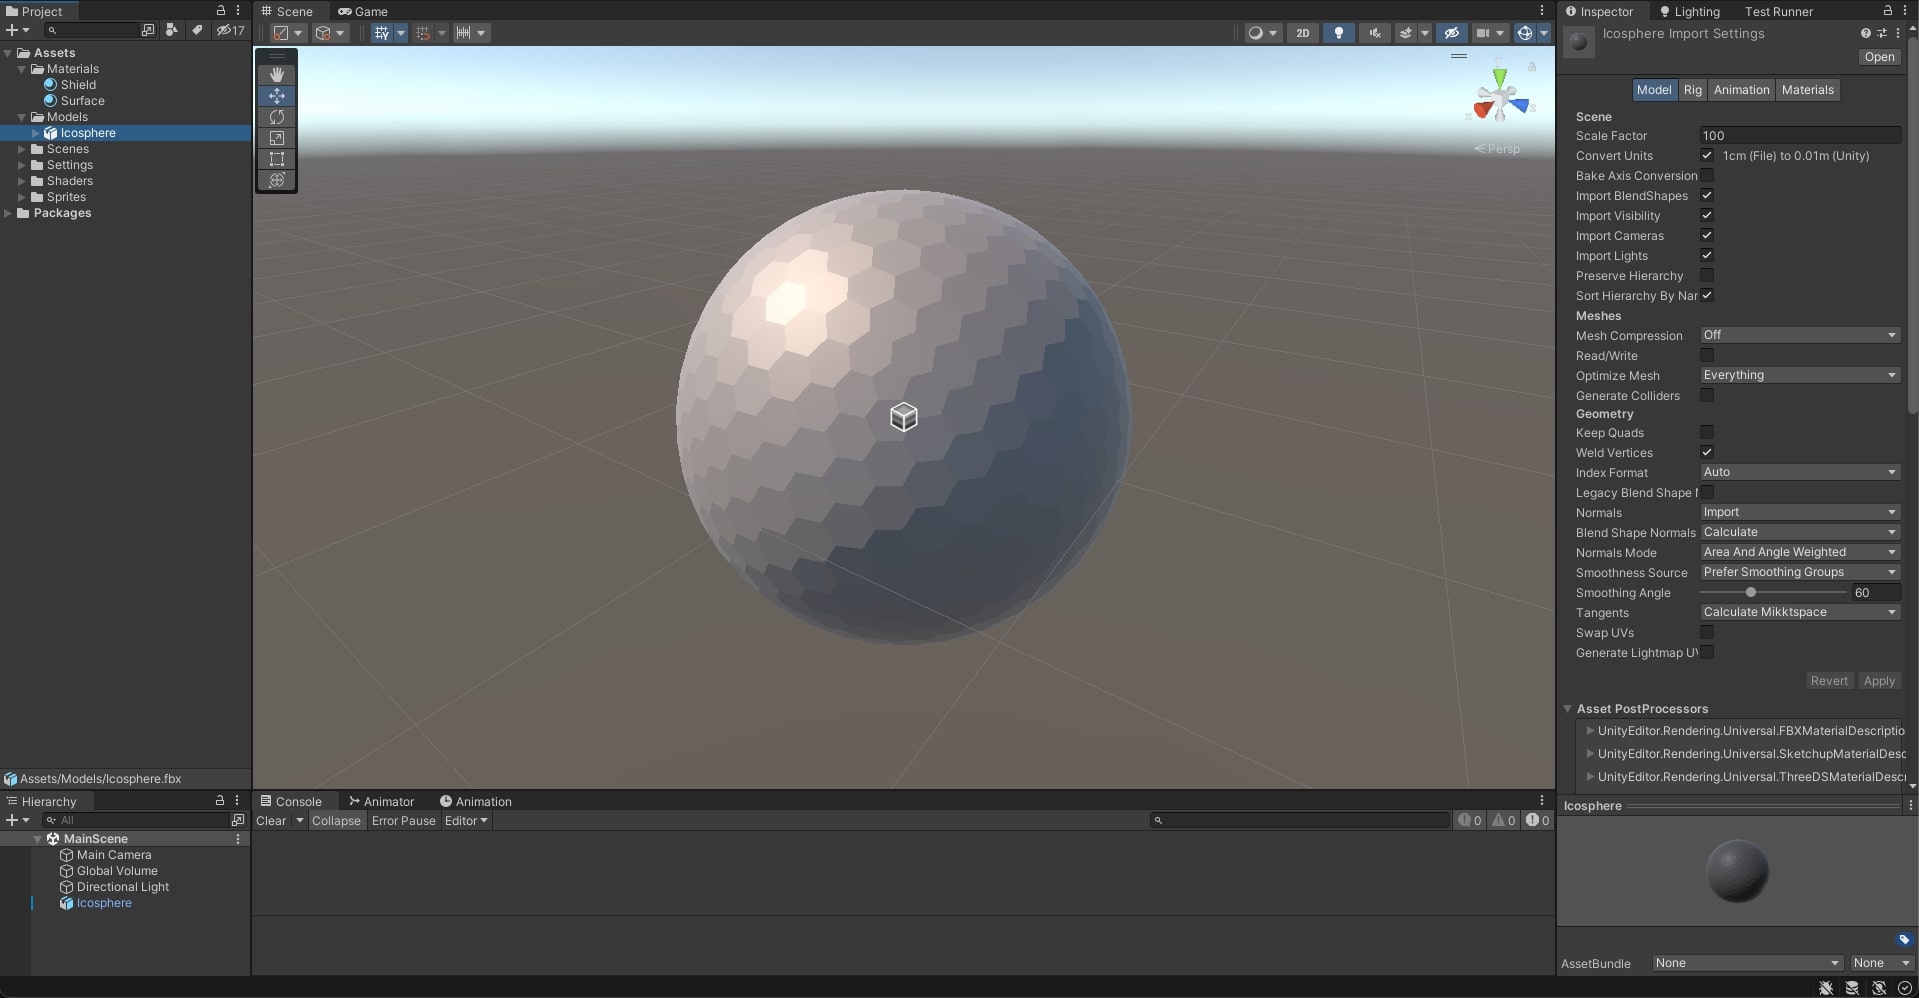 Project
17
Assets
Materials
Shield
Surface
Models
Icosphere
Scenes
Settings
Shaders
Sprites
Packages
Assets/Models/Icosphere.fbx
Hierarchy
All
MainScene
Main Camera
Global Volume
Directional Light
Icosphere
Scene Game
2D
Persp
Console Animator Animation
Clear Collapse Error Pause Editor
0 0 0
Inspector Lighting Test Runner
Icosphere Import Settings
Open
Model Rig Animation Materials
Scene
Scale Factor 100
Convert Units 1cm (File) to 0.01m (Unity)
Bake Axis Conversion
Import BlendShapes
Import Visibility
Import Cameras
Import Lights
Preserve Hierarchy
Sort Hierarchy By Nar
Meshes
Mesh Compression Off
Read/Write
Optimize Mesh Everything
Generate Colliders
Geometry
Keep Quads
Weld Vertices
Index Format Auto
Legacy Blend Shape
Normals Import
Blend Shape Normals Calculate
Normals Mode Area And Angle Weighted
Smoothness Source Prefer Smoothing Groups
Smoothing Angle 60
Tangents Calculate Mikktspace
Swap UVs
Generate Lightmap
Revert Apply
Asset PostProcessors
UnityEditor.Rendering.Universal.FBXMaterialDescriptio
UnityEditor.Rendering.Universal.SketchupMaterialDesc
UnityEditor.Rendering.Universal.ThreeDSMaterialDescr
Icosphere
AssetBundle None None